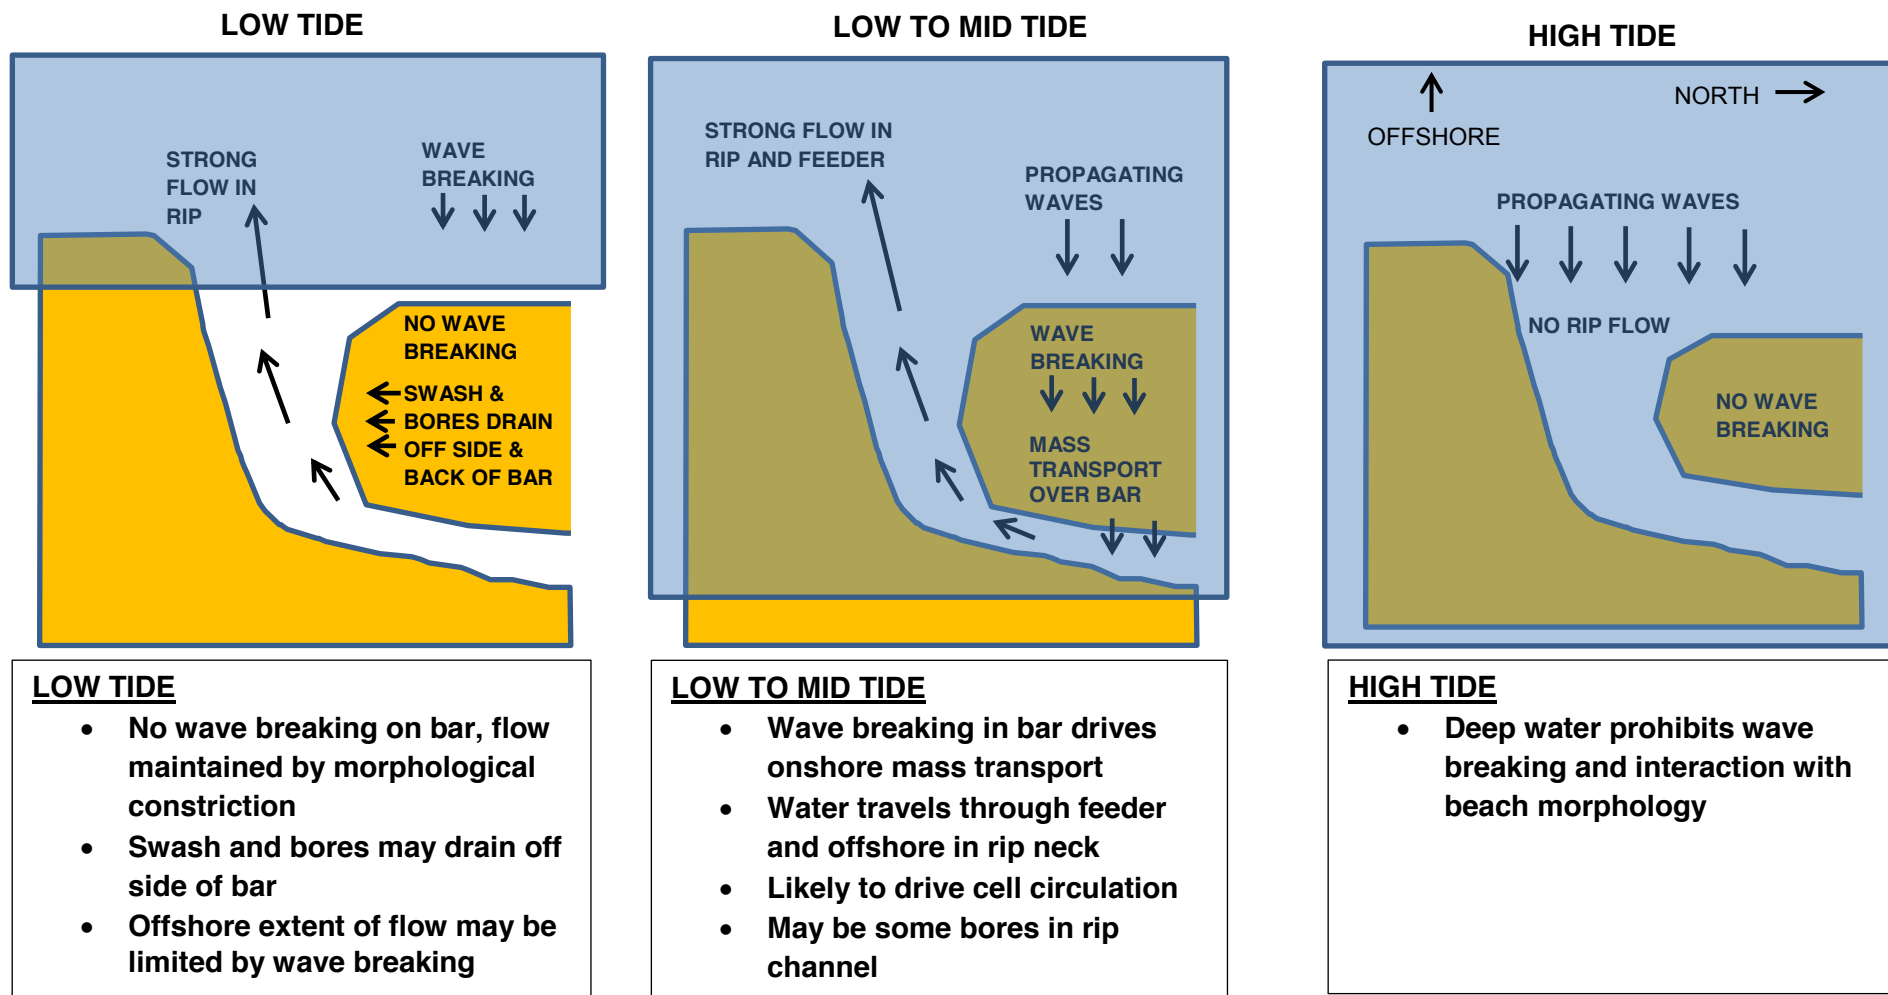 LOW TIDE
STRONG
FLOW IN
RIP
WAVE
BREAKING
NO WAVE
BREAKING
SWASH &
BORES DRAIN
OFF SIDE &
BACK OF BAR
LOW TIDE
• No wave breaking on bar, flow
maintained by morphological
constriction
• Swash and bores may drain off
side of bar
• Offshore extent of flow may be
limited by wave breaking
LOW TO MID TIDE
STRONG FLOW IN
RIP AND FEEDER
PROPAGATING
WAVES
WAVE
BREAKING
MASS
TRANSPORT
OVER BAR
LOW TO MID TIDE
• Wave breaking in bar drives
onshore mass transport
• Water travels through feeder
and offshore in rip neck
• Likely to drive cell circulation
• May be some bores in rip
channel
HIGH TIDE
OFFSHORE
NORTH
PROPAGATING WAVES
NO RIP FLOW
NO WAVE
BREAKING
HIGH TIDE
• Deep water prohibits wave
breaking and interaction with
beach morphology